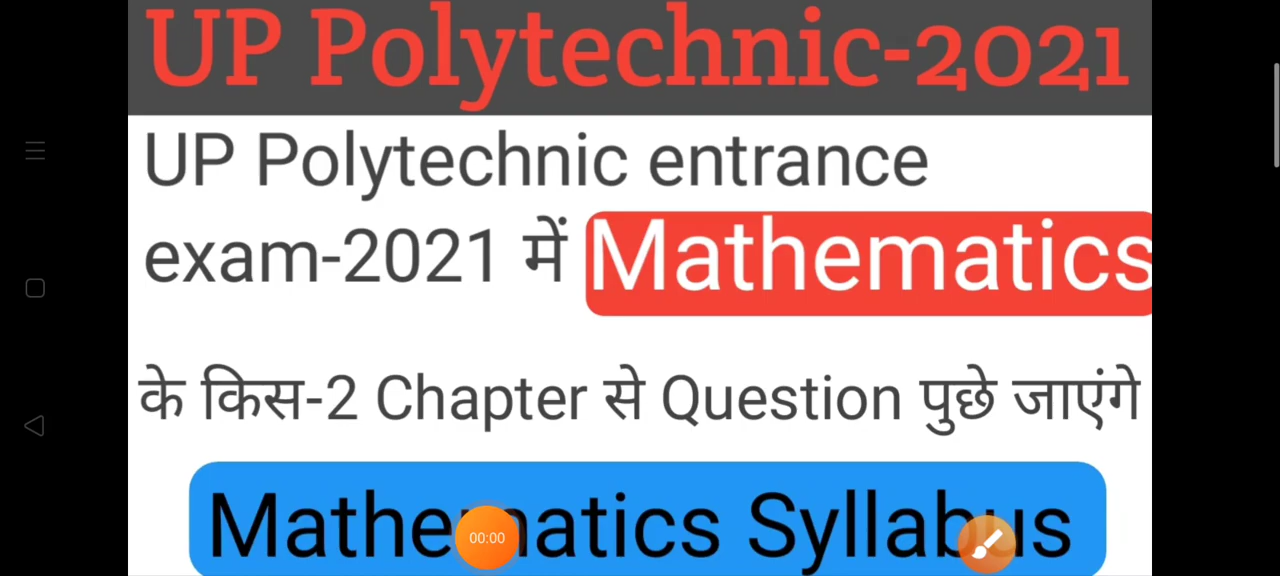 UP Polytechnic-2021
UP Polytechnic entrance
exam-2021 में Mathematics
के किस-2 Chapter से Question पुछे जाएंगे
Mathematics Syllabus
00:00